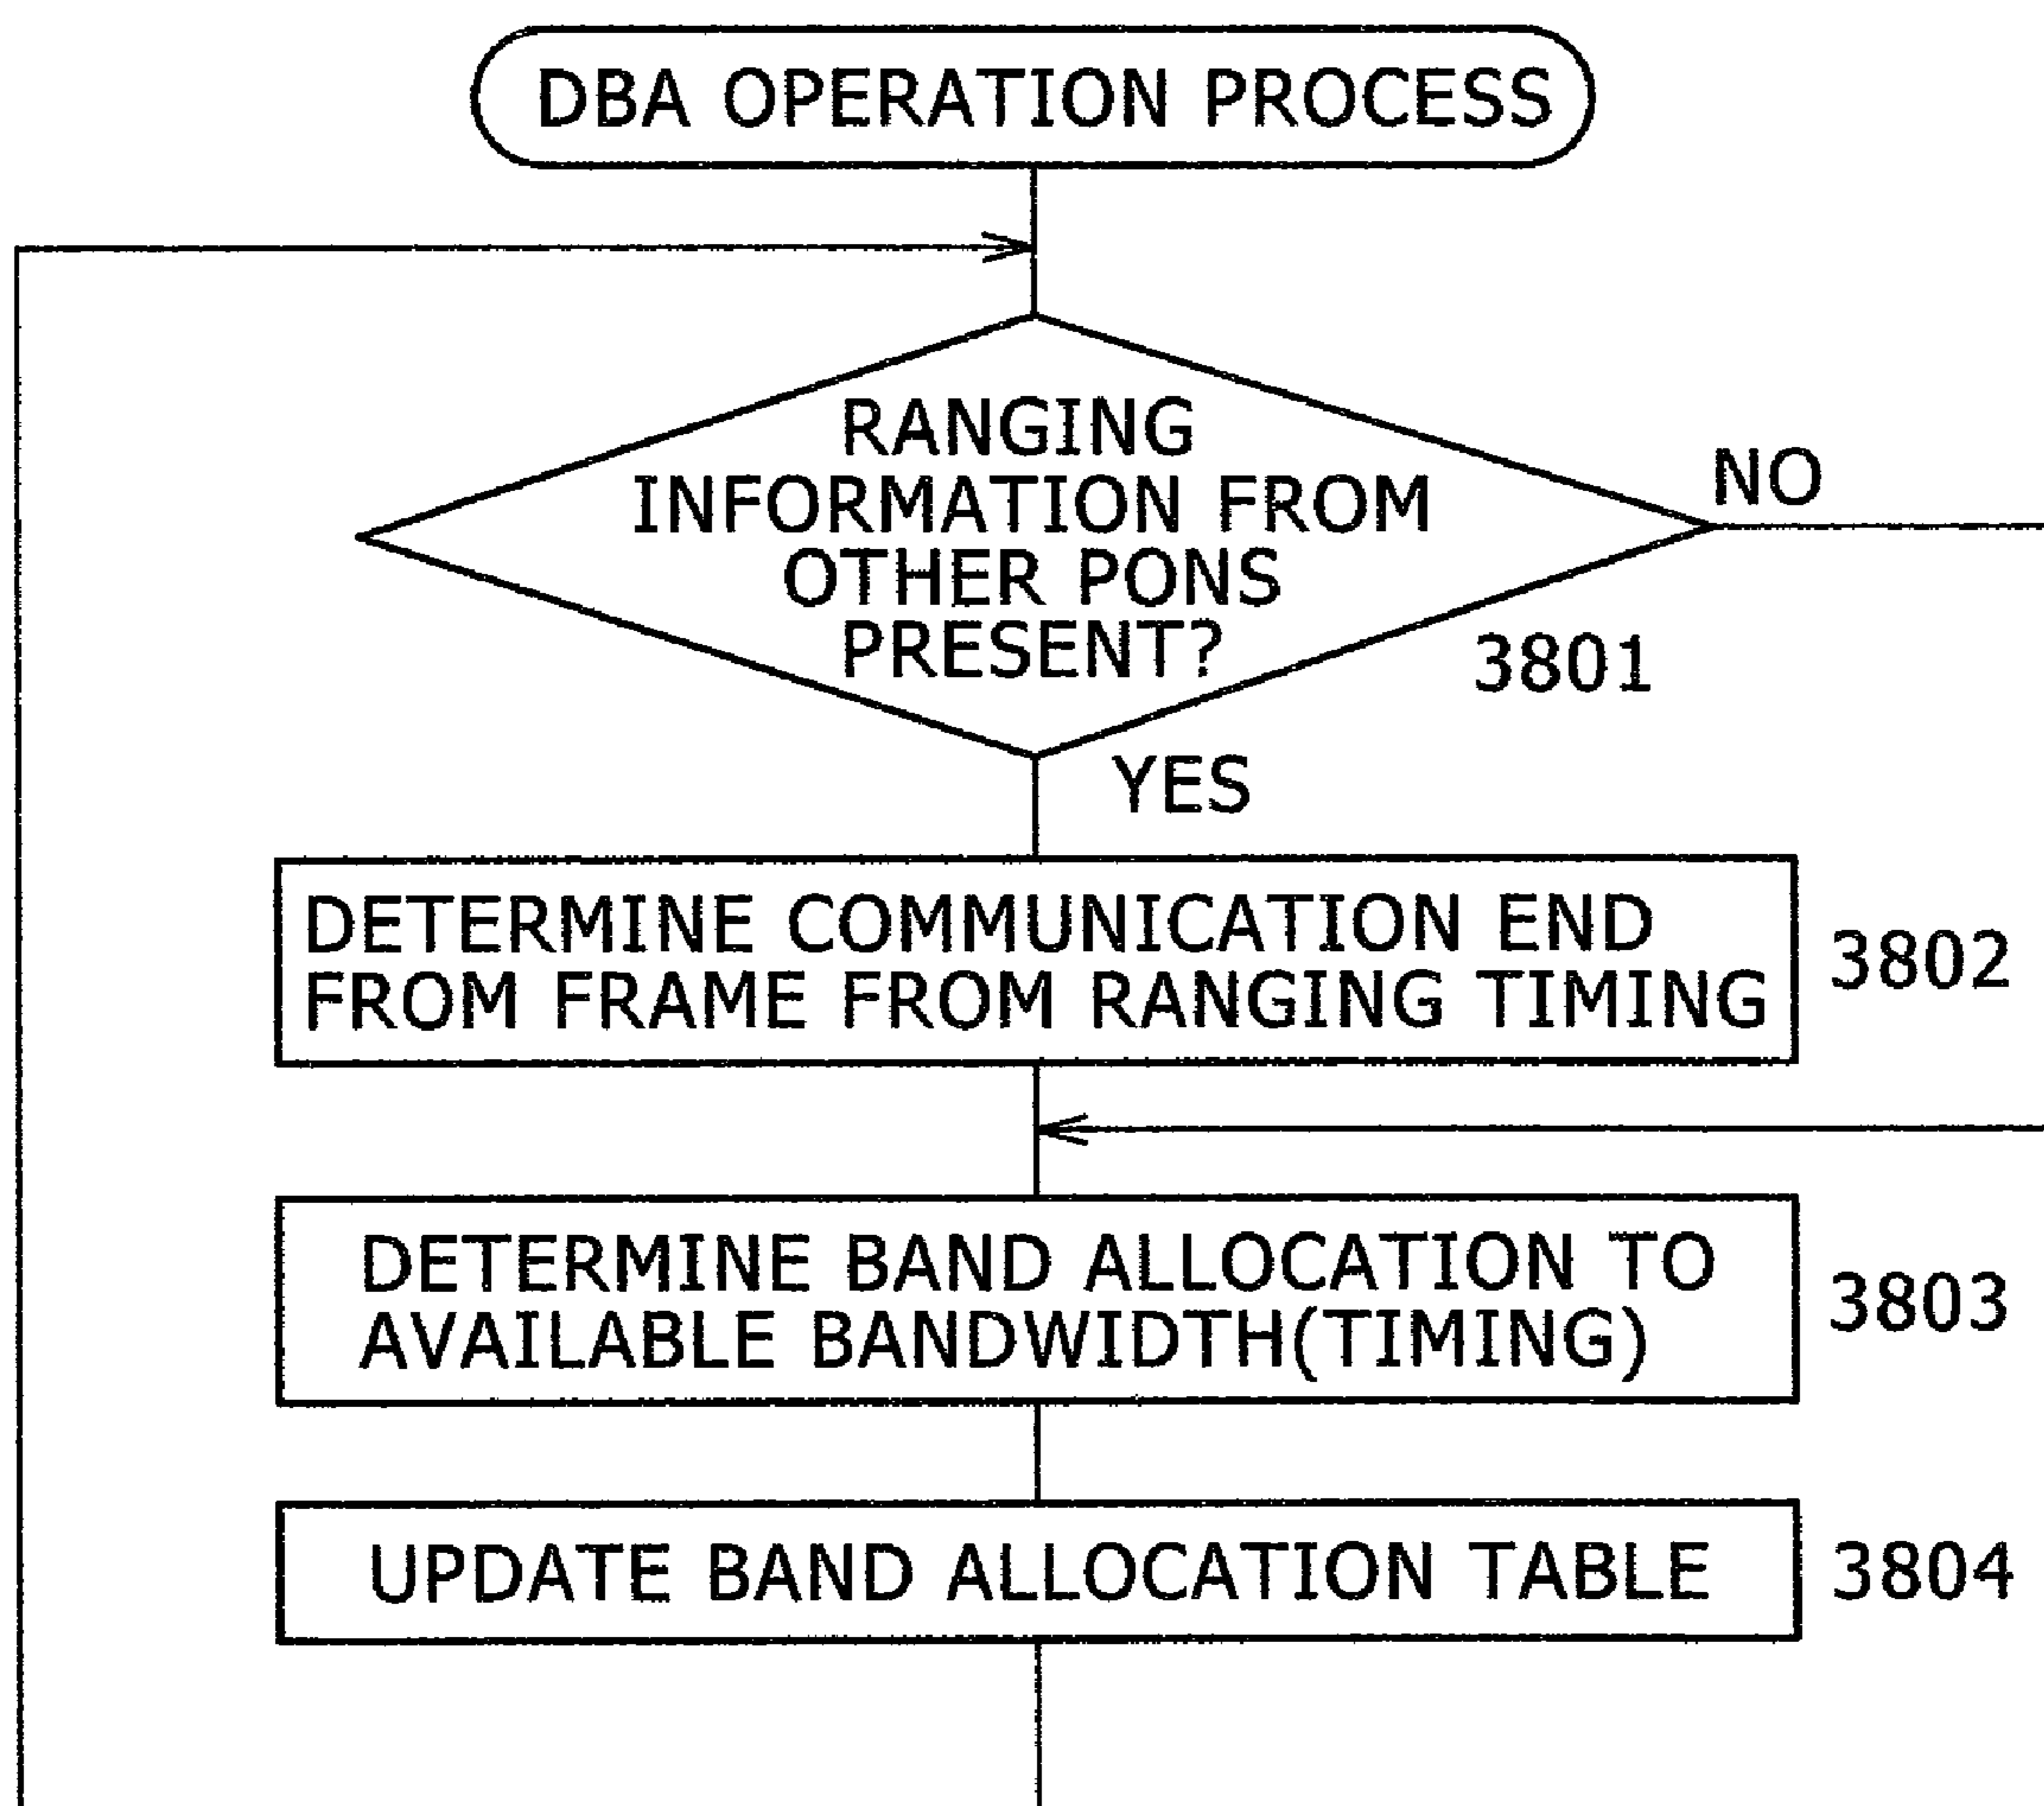 DBA OPERATION PROCESS
RANGING
INFORMATION FROM
OTHER PONS
PRESENT?
NO
3801
YES
DETERMINE COMMUNICATION END
FROM FRAME FROM RANGING TIMING
3802
DETERMINE BAND ALLOCATION TO
AVAILABLE BANDWIDTH(TIMING)
3803
UPDATE BAND ALLOCATION TABLE
3804